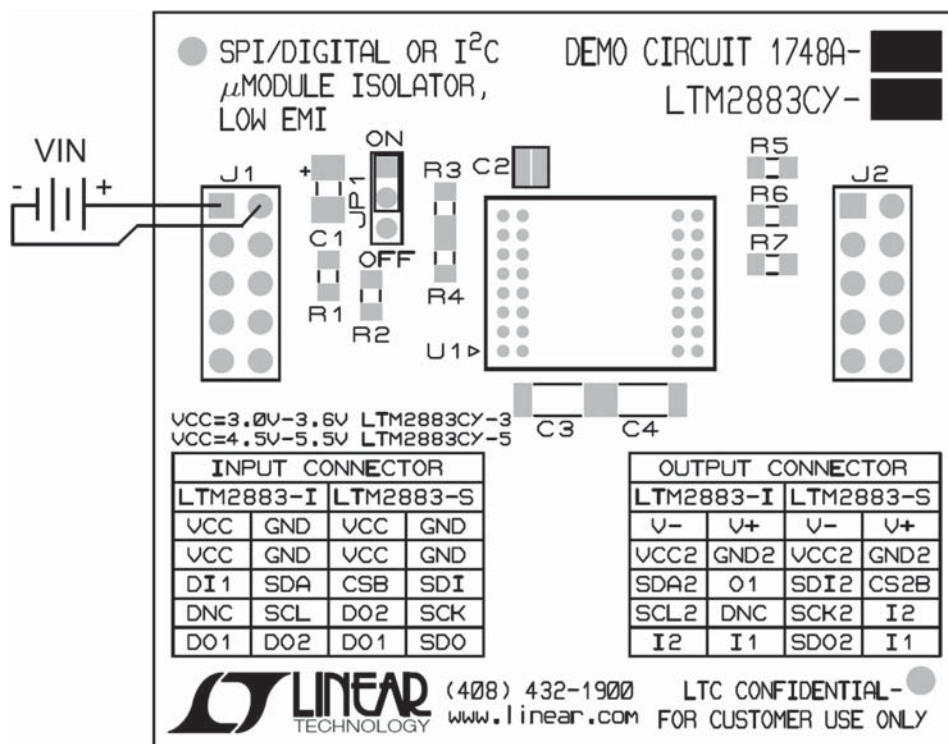 SPI/DIGITAL OR I²C
µMODULE ISOLATOR,
LOW EMI
DEMO CIRCUIT 1748A-
LTM2883CY-
VIN
- +
J1
+
C1
ON
JP1
OFF
R1
R2
R3
R4
C2
U1
C3
C4
R5
R6
R7
J2
VCC=3.0V-3.6V LTM2883CY-3
VCC=4.5V-5.5V LTM2883CY-5
INPUT CONNECTOR
LTM2883-I LTM2883-S
VCC GND VCC GND
VCC GND VCC GND
DI1 SDA CSB SDI
DNC SCL DO2 SCK
DO1 DO2 DO1 SDO
OUTPUT CONNECTOR
LTM2883-I LTM2883-S
V- V+ V- V+
VCC2 GND2 VCC2 GND2
SDA2 O1 SDI2 CS2B
SCL2 DNC SCK2 I2
I2 I1 SDO2 I1
LINEAR
TECHNOLOGY
(408) 432-1900
www.linear.com
LTC CONFIDENTIAL-
FOR CUSTOMER USE ONLY